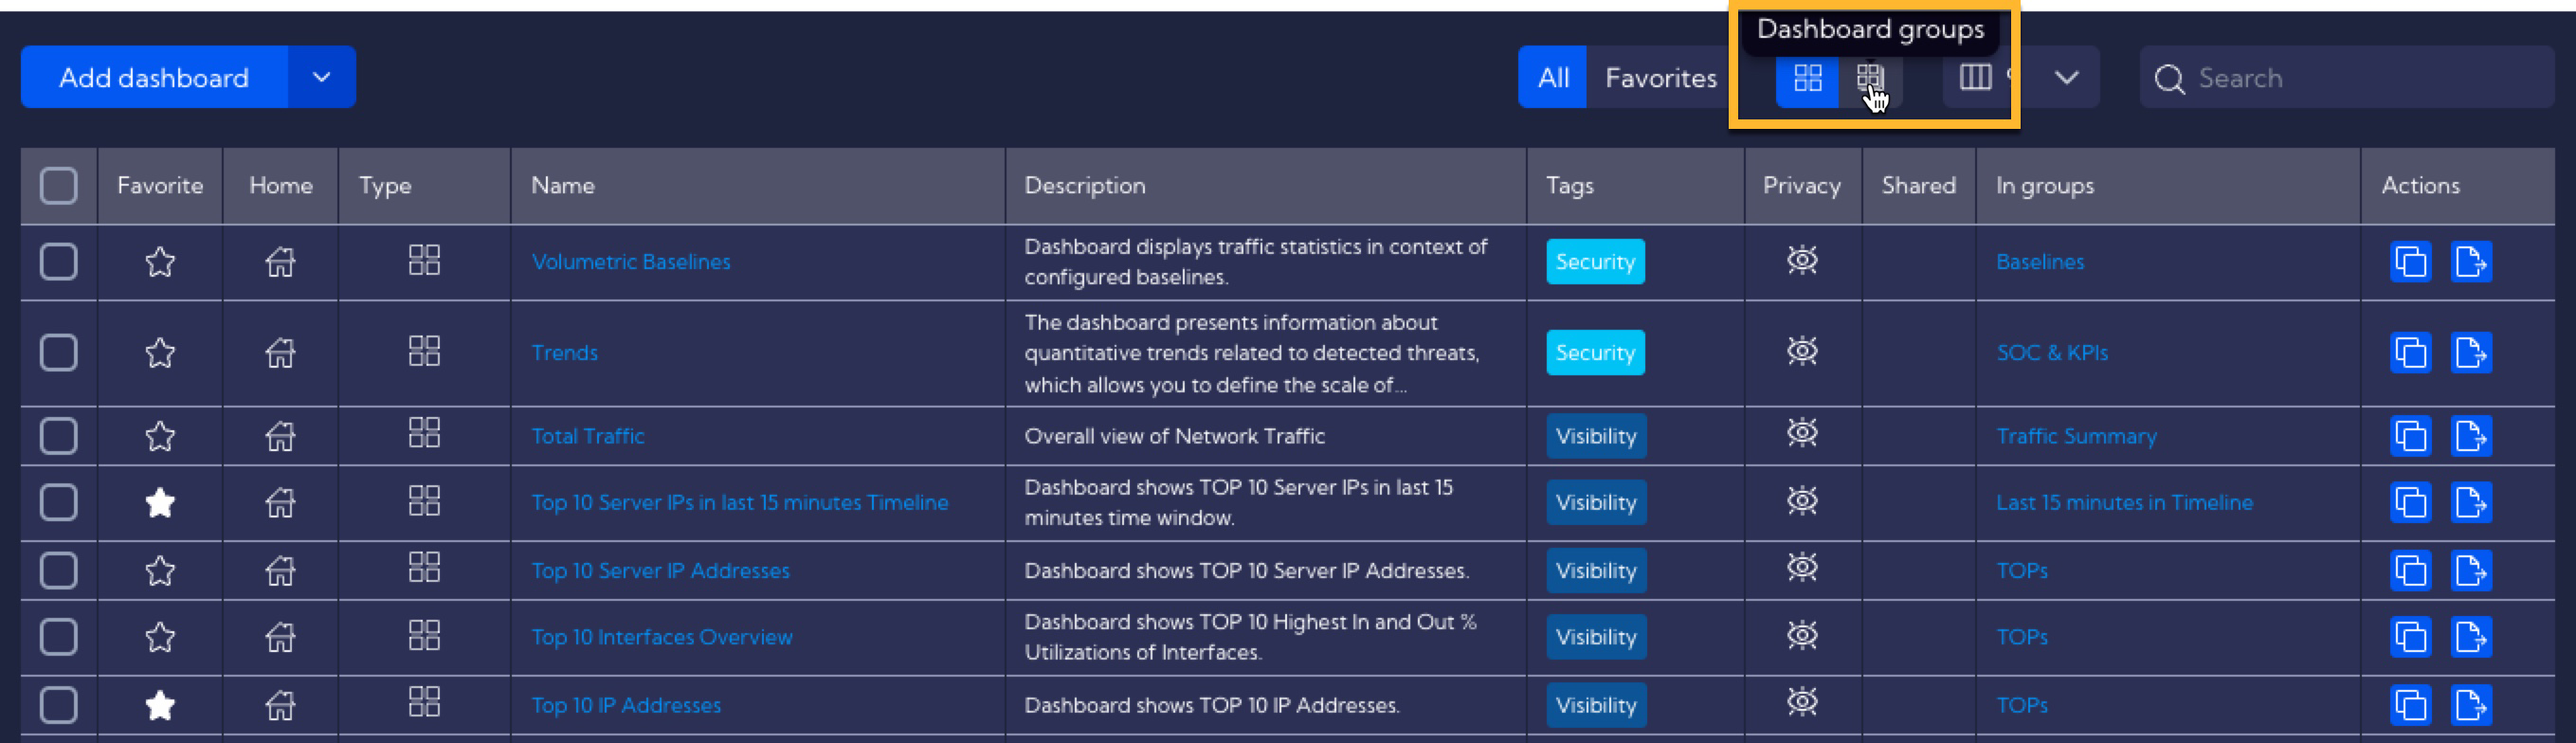 Dashboard groups
Add dashboard
All Favorites
Search
Favorite Home Type Name Description Tags Privacy Shared In groups Actions
Volumetric Baselines
Dashboard displays traffic statistics in context of
configured baselines.
Security
Baselines
Trends
The dashboard presents information about
quantitative trends related to detected threats,
which allows you to define the scale of...
Security
SOC & KPIs
Total Traffic
Overall view of Network Traffic
Visibility
Traffic Summary
Top 10 Server IPs in last 15 minutes Timeline
Dashboard shows TOP 10 Server IPs in last 15
minutes time window.
Visibility
Last 15 minutes in Timeline
Top 10 Server IP Addresses
Dashboard shows TOP 10 Server IP Addresses.
Visibility
TOPs
Top 10 Interfaces Overview
Dashboard shows TOP 10 Highest In and Out %
Utilizations of Interfaces.
Visibility
TOPs
Top 10 IP Addresses
Dashboard shows TOP 10 IP Addresses.
Visibility
TOPs